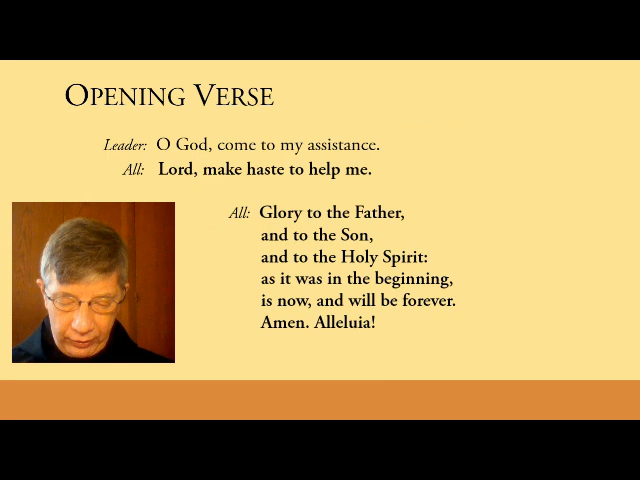 OPENING VERSE
Leader: O God, come to my assistance.
All: Lord, make haste to help me.
All: Glory to the Father,
and to the Son,
and to the Holy Spirit:
as it was in the beginning,
is now, and will be forever.
Amen. Alleluia!